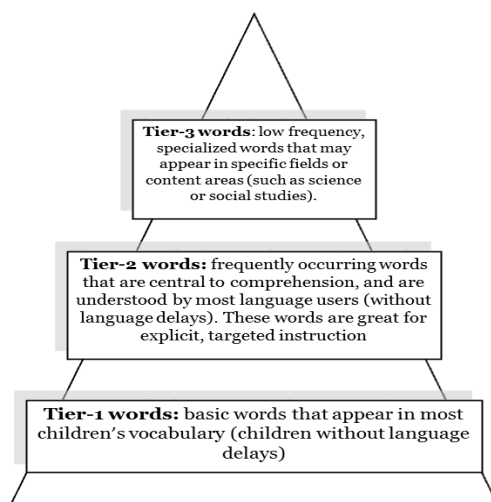 Tier-3 words: low frequency,
specialized words that may
appear in specific fields or
content areas (such as science
or social studies).
Tier-2 words: frequently occurring words
that are central to comprehension, and are
understood by most language users (without
language delays). These words are great for
explicit, targeted instruction
Tier-1 words: basic words that appear in most
children's vocabulary (children without language
delays)